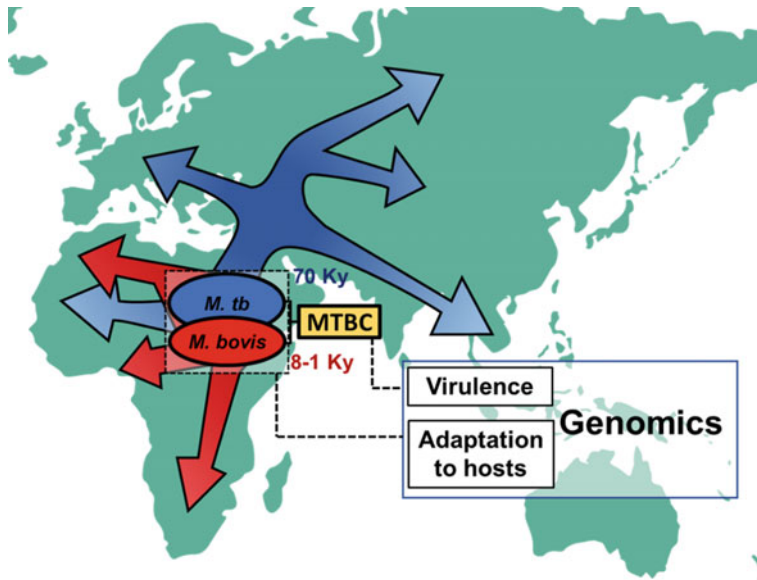 70 Ky
M. tb
MTBC
M. bovis
8-1 Ky
Virulence
Genomics
Adaptation
to hosts